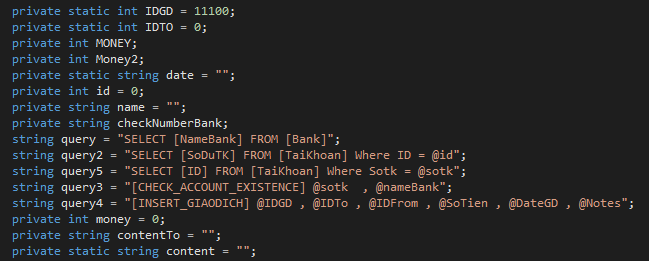 private static int IDGD = 11100;
private static int IDTO = 0;
private int MONEY;
private int Money2;
private static string date = "";
private int id = 0;
private string name = "";
private string checkNumberBank;
string query = "SELECT [NameBank] FROM [Bank]";
string query2 = "SELECT [SoDuTK] FROM [TaiKhoan] Where ID = @id";
string query5 = "SELECT [ID] FROM [TaiKhoan] Where Sotk = @sotk";
string query3 = "[CHECK_ACCOUNT_EXISTENCE] @sotk  , @nameBank";
string query4 = "[INSERT_GIAODICH] @IDGD , @IDTo , @IDFrom , @SoTien , @DateGD , @Notes";
private int money = 0;
private string contentTo = "";
private static string content = "";